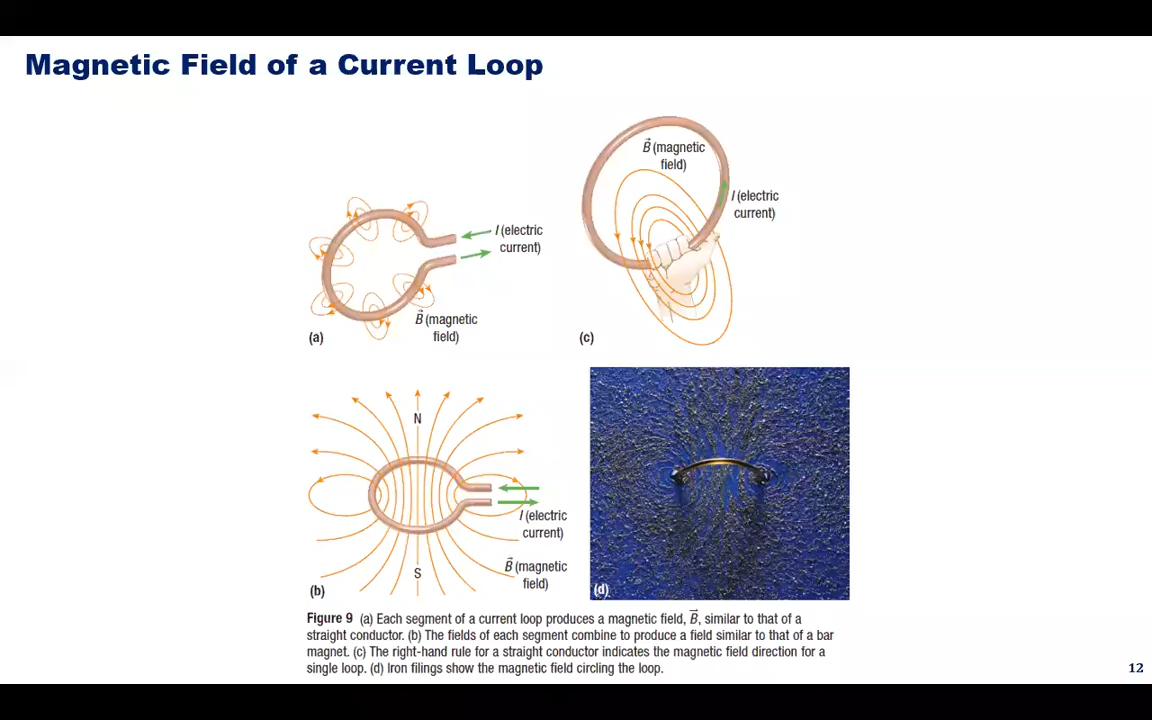 Magnetic Field of a Current Loop
I (electric
current)
B⃗ (magnetic
field)
(a)
B⃗ (magnetic
field)
I (electric
current)
(c)
N
I (electric
current)
S
B⃗ (magnetic
field)
(b)
(d)
Figure 9 (a) Each segment of a current loop produces a magnetic field, B⃗, similar to that of a
straight conductor. (b) The fields of each segment combine to produce a field similar to that of a bar
magnet. (c) The right-hand rule for a straight conductor indicates the magnetic field direction for a
single loop. (d) Iron filings show the magnetic field circling the loop.
12